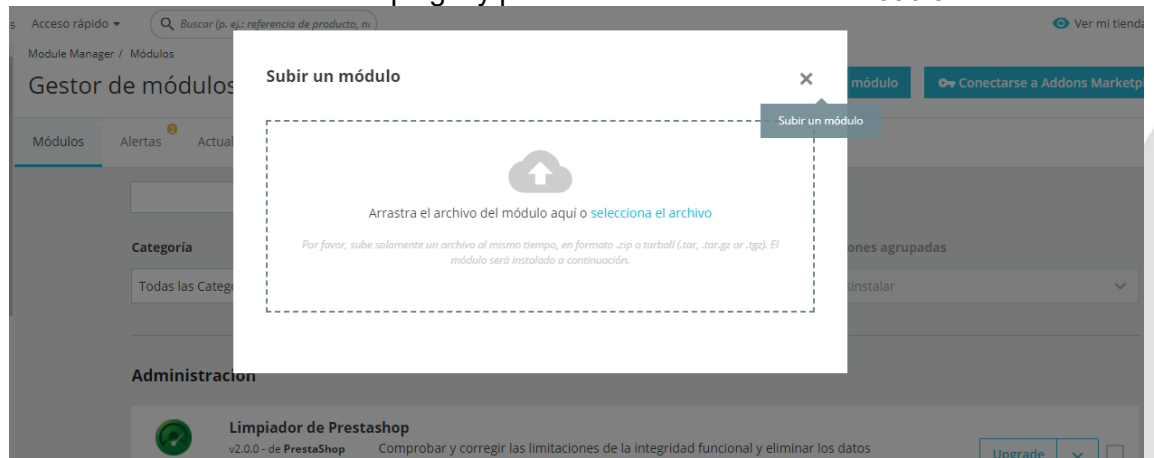 Acceso rápido
Buscar (p. ej.: referencia de producto, n
Ver mi tienda
Module Manager / Módulos
Gestor de módulos
Subir un módulo
módulo
Conectarse a Addons Marketpl
Subir un módulo
Módulos
Alertas
2
Actual
Arrastra el archivo del módulo aquí o selecciona el archivo
Por favor, sube solamente un archivo al mismo tiempo, en formato .zip o tarball (.tar, .tar.gz or .tgz). El
módulo será instalado a continuación.
Categoría
ones agrupadas
Todas las Catego
sinstalar
Administración
Limpiador de Prestashop
v2.0.0 - de PrestaShop
Comprobar y corregir las limitaciones de la integridad funcional y eliminar los datos
Upgrade